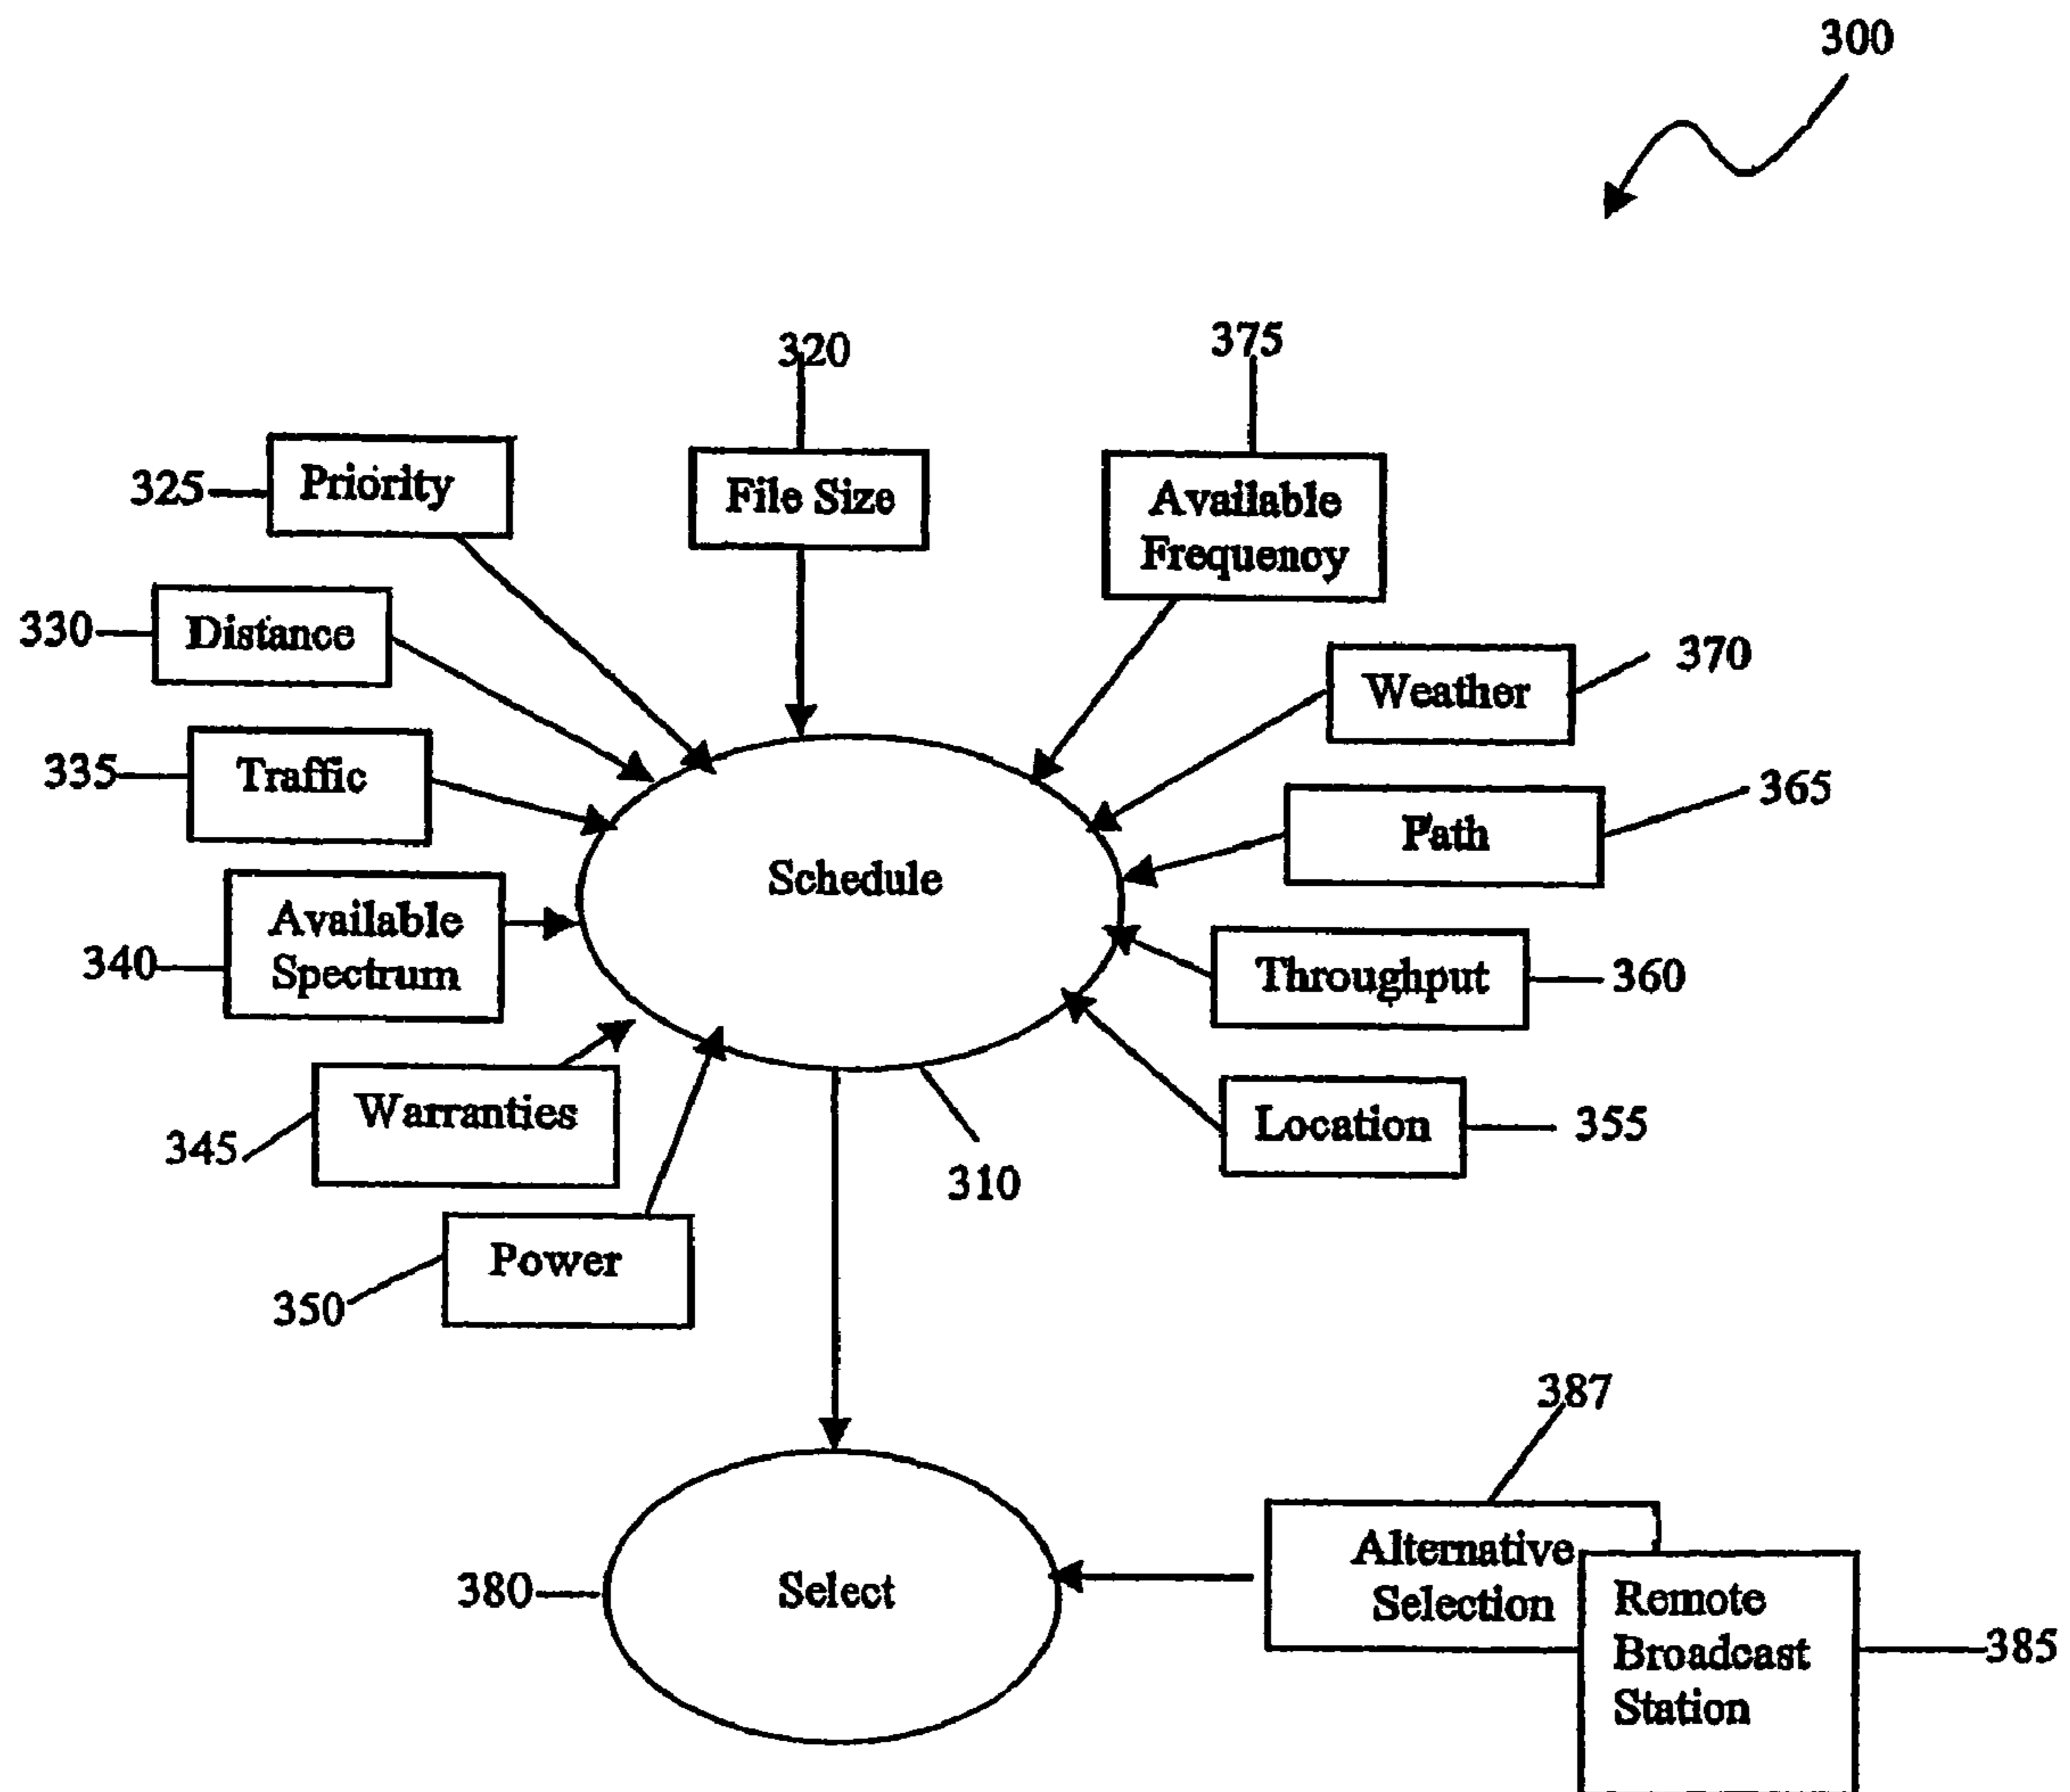 300
320
375
325
Priority
File Size
Available
Frequency
330
Distance
Weather
370
335
Traffic
Path
365
Schedule
340
Available
Spectrum
Throughput
360
345
Warranties
310
Location
355
350
Power
387
380
Select
Alternative
Selection
Remote
Broadcast
Station
385